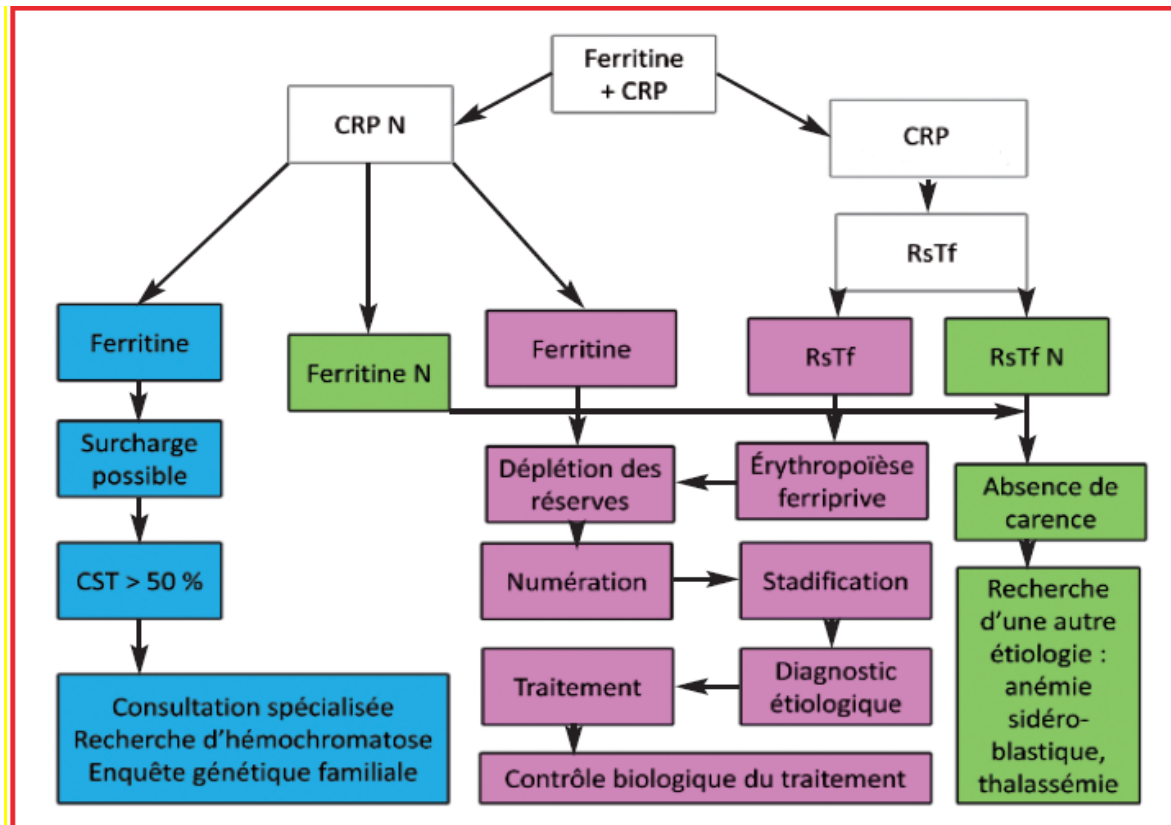 Ferritine
+ CRP
CRP N
CRP
RsTf
Ferritine
Ferritine N
Ferritine
RsTf
RsTf N
Surcharge
possible
Déplétion des
réserves
Érythropoïèse
ferriprive
Absence de
carence
CST > 50 %
Numération
Stadification
Recherche
d'une autre
étiologie :
anémie
sidéro-
blastique,
thalassémie
Consultation spécialisée
Recherche d'hémochromatose
Enquête génétique familiale
Traitement
Diagnostic
étiologique
Contrôle biologique du traitement